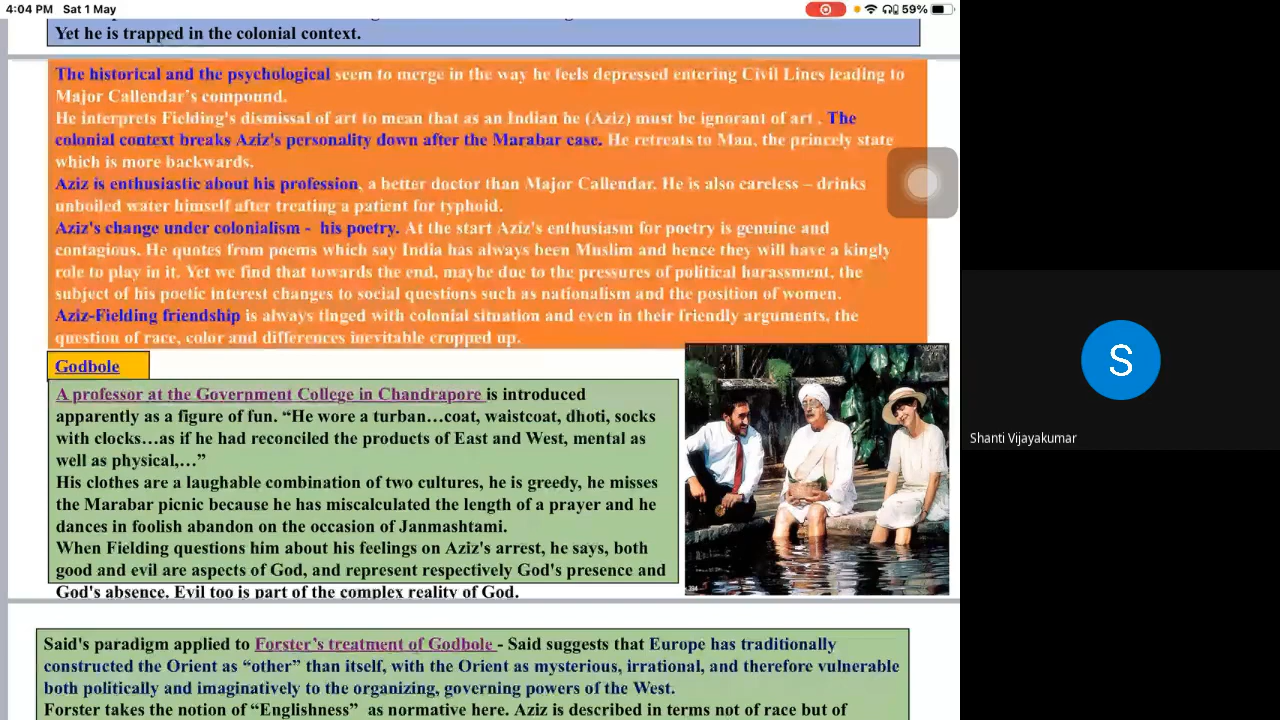 4:04 PM Sat 1 May
59%
Yet he is trapped in the colonial context.
The historical and the psychological seem to merge in the way he feels depressed entering Civil Lines leading to
Major Callendar's compound.
He interprets Fielding's dismissal of art to mean that as an Indian he (Aziz) must be ignorant of art . The
colonial context breaks Aziz's personality down after the Marabar case. He retreats to Mau, the princely state
which is more backwards.
Aziz is enthusiastic about his profession, a better doctor than Major Callendar. He is also careless – drinks
unboiled water himself after treating a patient for typhoid.
Aziz's change under colonialism - his poetry. At the start Aziz's enthusiasm for poetry is genuine and
contagious. He quotes from poems which say India has always been Muslim and hence they will have a kingly
role to play in it. Yet we find that towards the end, maybe due to the pressures of political harassment, the
subject of his poetic interest changes to social questions such as nationalism and the position of women.
Aziz-Fielding friendship is always tinged with colonial situation and even in their friendly arguments, the
question of race, color and differences inevitable cropped up.
Godbole
A professor at the Government College in Chandrapore is introduced
apparently as a figure of fun. “He wore a turban…coat, waistcoat, dhoti, socks
with clocks…as if he had reconciled the products of East and West, mental as
well as physical,…”
His clothes are a laughable combination of two cultures, he is greedy, he misses
the Marabar picnic because he has miscalculated the length of a prayer and he
dances in foolish abandon on the occasion of Janmashtami.
When Fielding questions him about his feelings on Aziz's arrest, he says, both
good and evil are aspects of God, and represent respectively God's presence and
God's absence. Evil too is part of the complex reality of God.
Said's paradigm applied to Forster’s treatment of Godbole - Said suggests that Europe has traditionally
constructed the Orient as “other” than itself, with the Orient as mysterious, irrational, and therefore vulnerable
both politically and imaginatively to the organizing, governing powers of the West.
Forster takes the notion of “Englishness” as normative here. Aziz is described in terms not of race but of
S
Shanti Vijayakumar